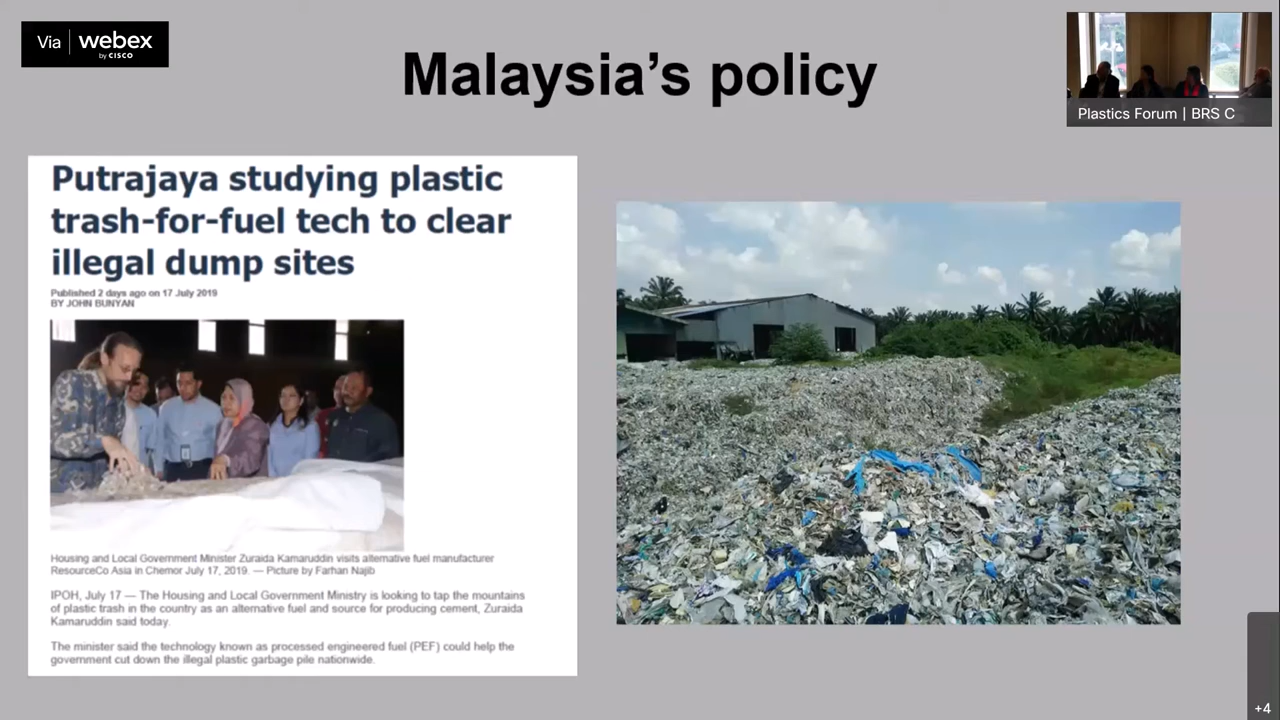 Via webex
by CISCO
Malaysia's policy
Plastics Forum | BRS C
Putrajaya studying plastic
trash-for-fuel tech to clear
illegal dump sites
Published 2 days ago on 17 July 2019
BY JOHN BUNYAN
Housing and Local Government Minister Zuraida Kamaruddin visits alternative fuel manufacturer
ResourceCo Asia in Chemor July 17, 2019. — Picture by Farhan Najib
IPOH, July 17 — The Housing and Local Government Ministry is looking to tap the mountains
of plastic trash in the country as an alternative fuel and source for producing cement, Zuraida
Kamaruddin said today.
The minister said the technology known as processed engineered fuel (PEF) could help the
government cut down the illegal plastic garbage pile nationwide.
+4